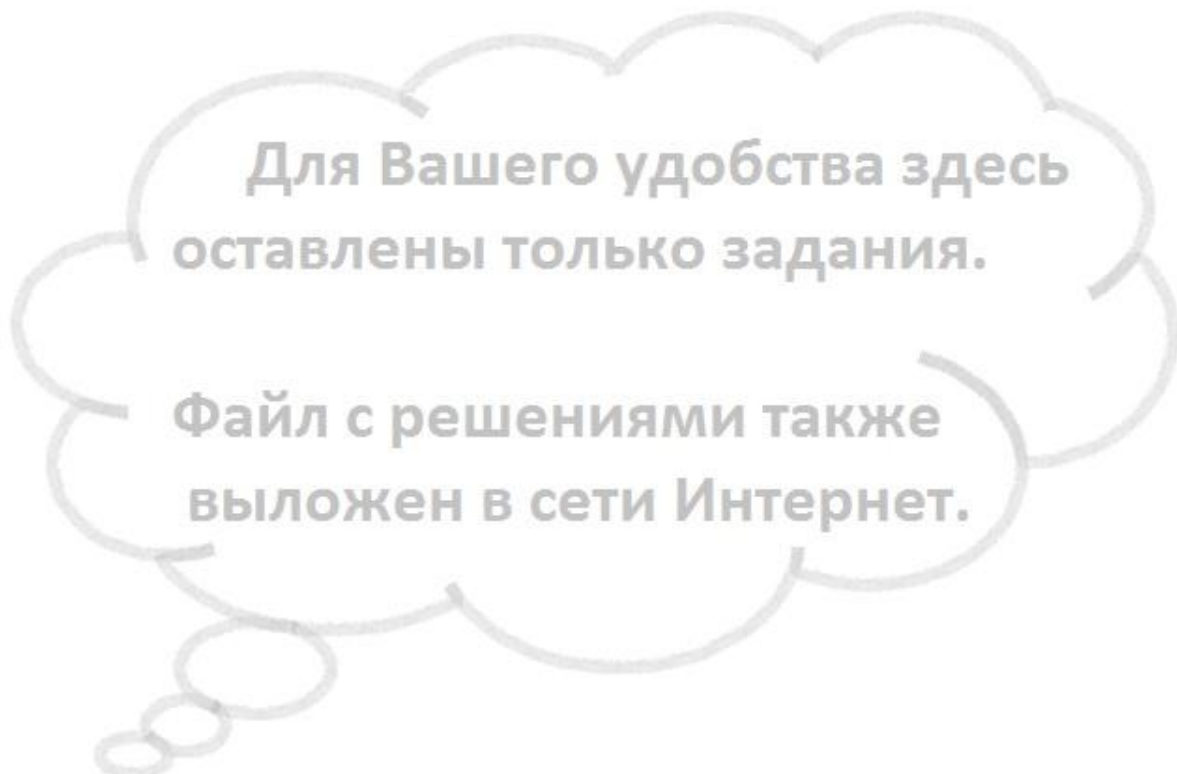 Для Вашего удобства здесь
оставлены только задания.
Файл с решениями также
выложен в сети Интернет.